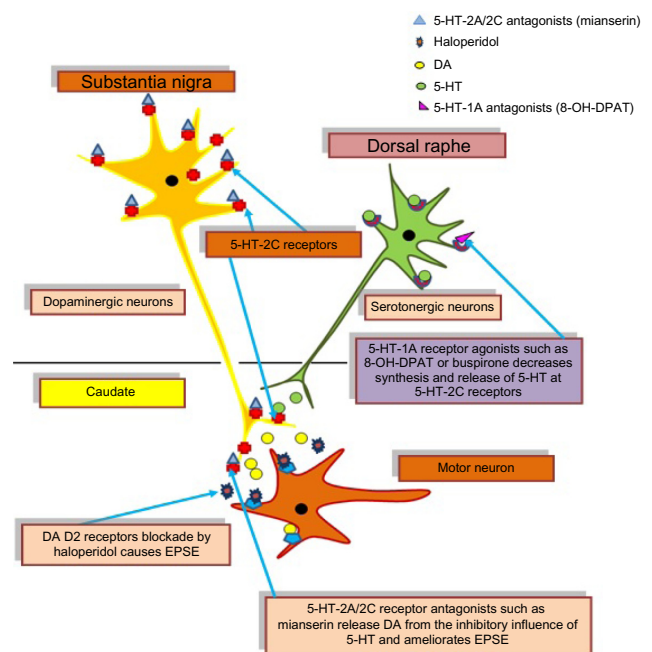 5-HT-2A/2C antagonists (mianserin)
Haloperidol
DA
5-HT
5-HT-1A antagonists (8-OH-DPAT)
Substantia nigra
Dorsal raphe
5-HT-2C receptors
Dopaminergic neurons
Serotonergic neurons
5-HT-1A receptor agonists such as
8-OH-DPAT or buspirone decreases
synthesis and release of 5-HT at
5-HT-2C receptors
Caudate
Motor neuron
DA D2 receptors blockade by
haloperidol causes EPSE
5-HT-2A/2C receptor antagonists such as
mianserin release DA from the inhibitory influence of
5-HT and ameliorates EPSE